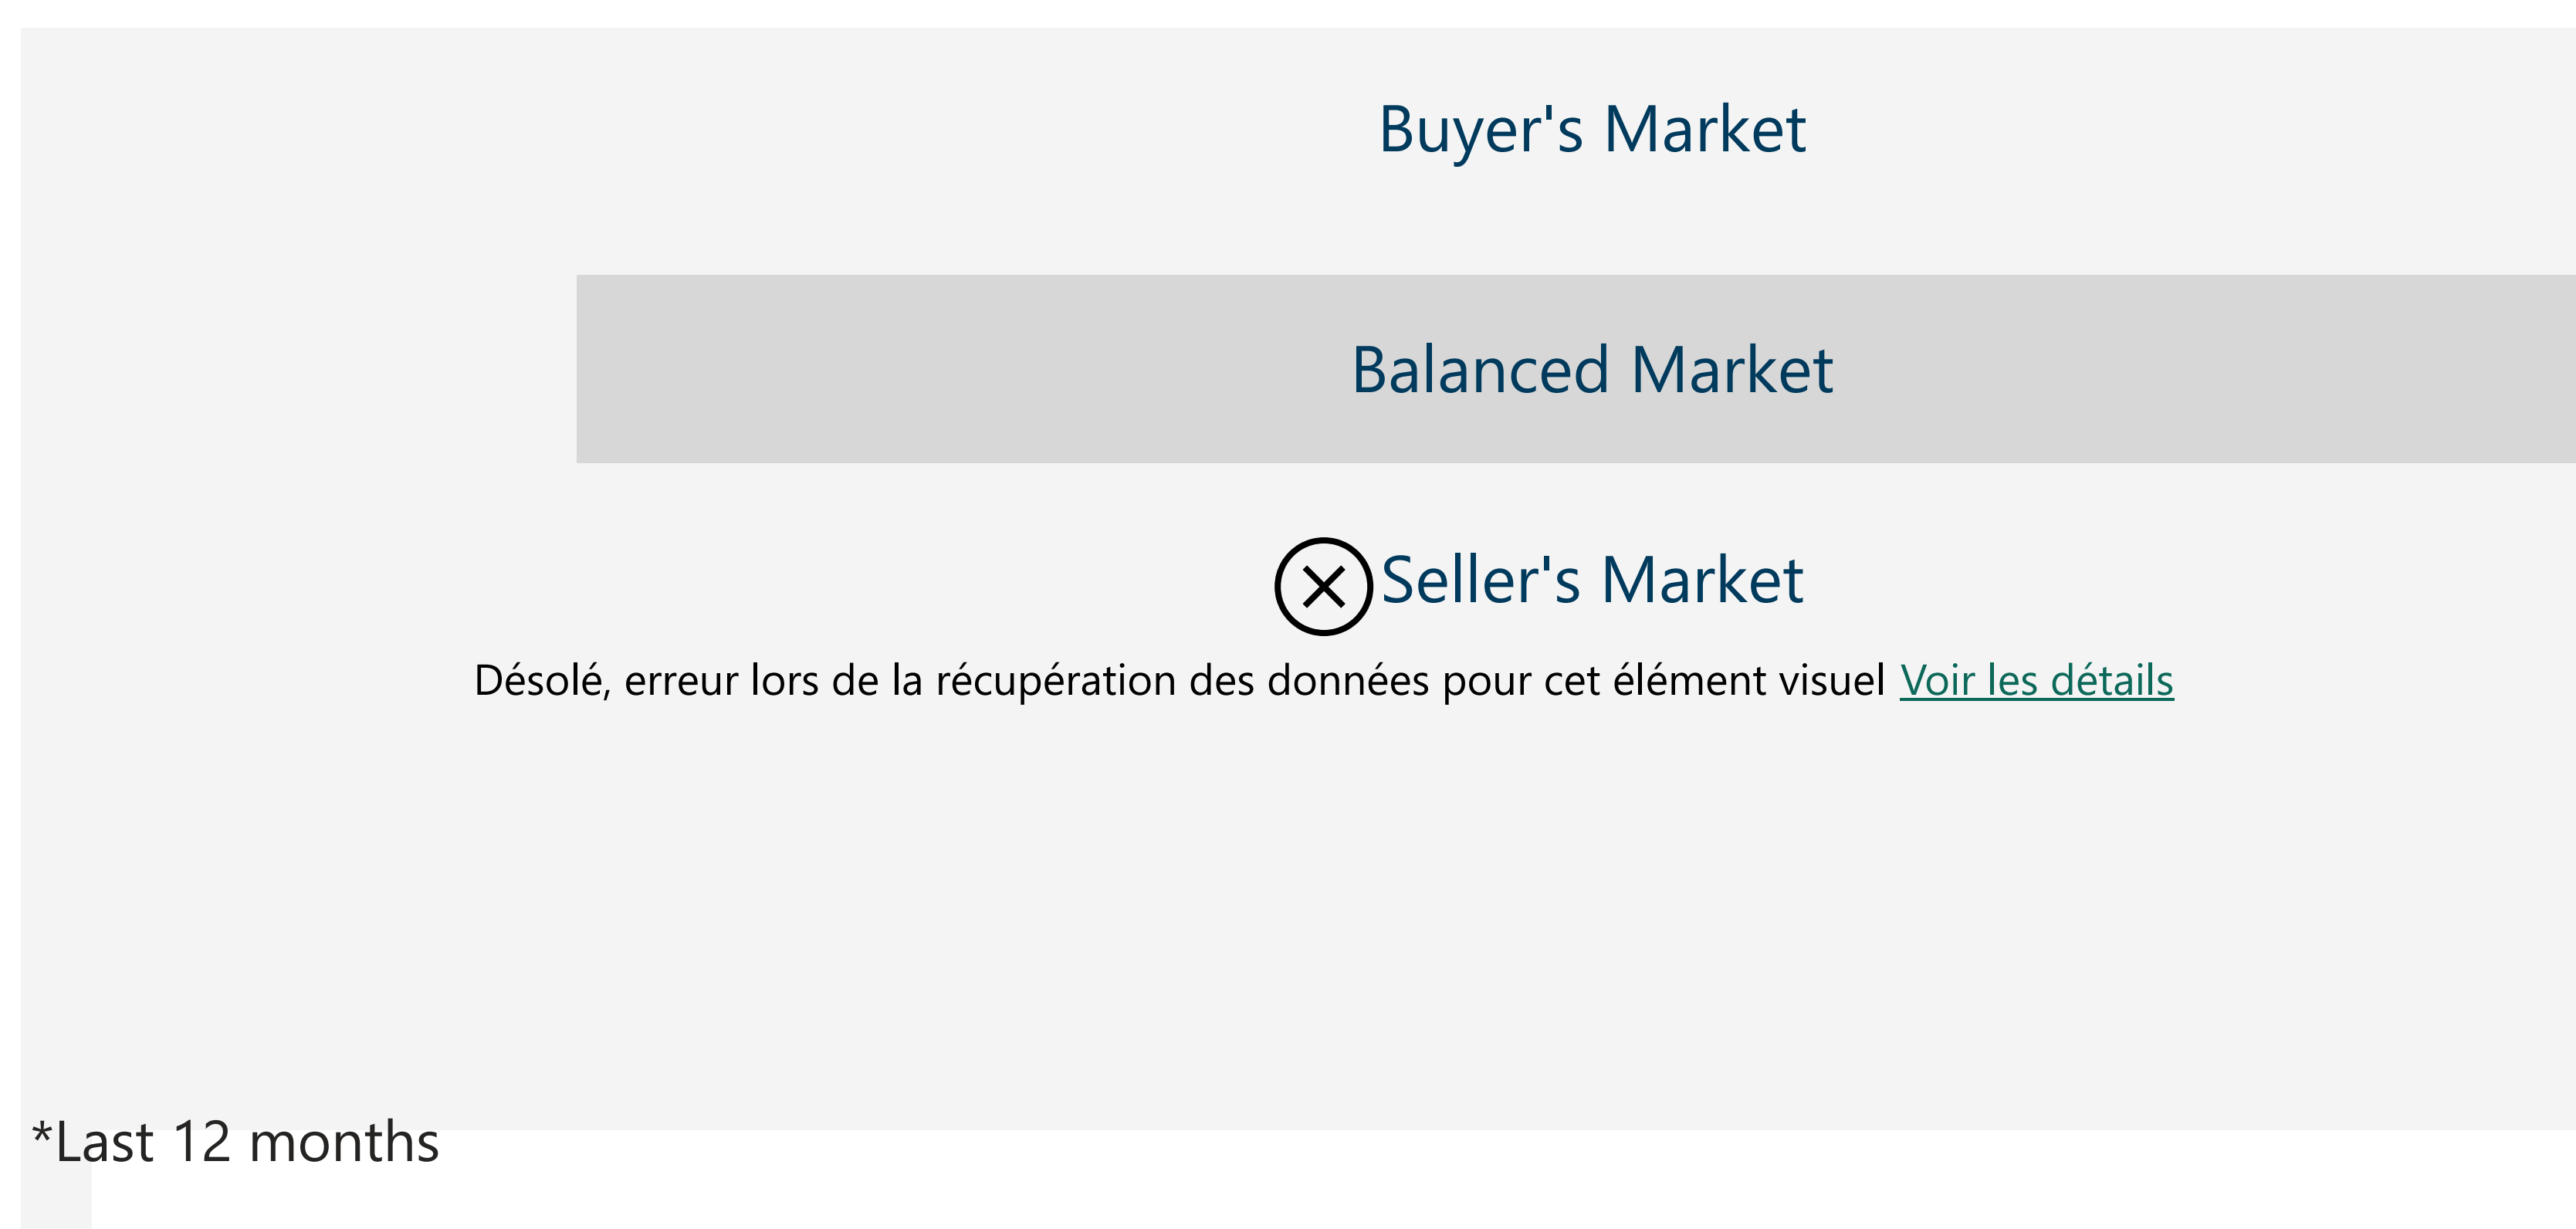 Buyer's Market
Balanced Market
Seller's Market
Désolé, erreur lors de la récupération des données pour cet élément visuel Voir les détails
*Last 12 months